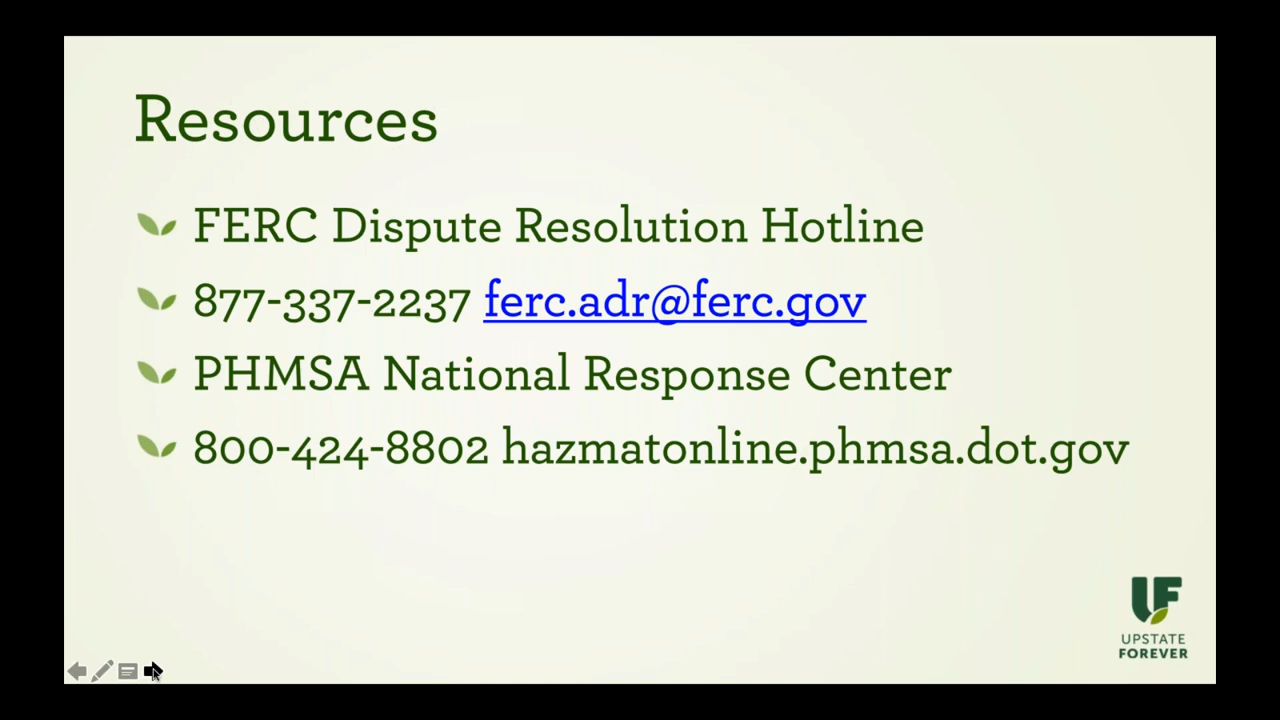 Resources
FERC Dispute Resolution Hotline
877-337-2237 ferc.adr@ferc.gov
PHMSA National Response Center
800-424-8802 hazmatonline.phmsa.dot.gov
UF
UPSTATE
FOREVER